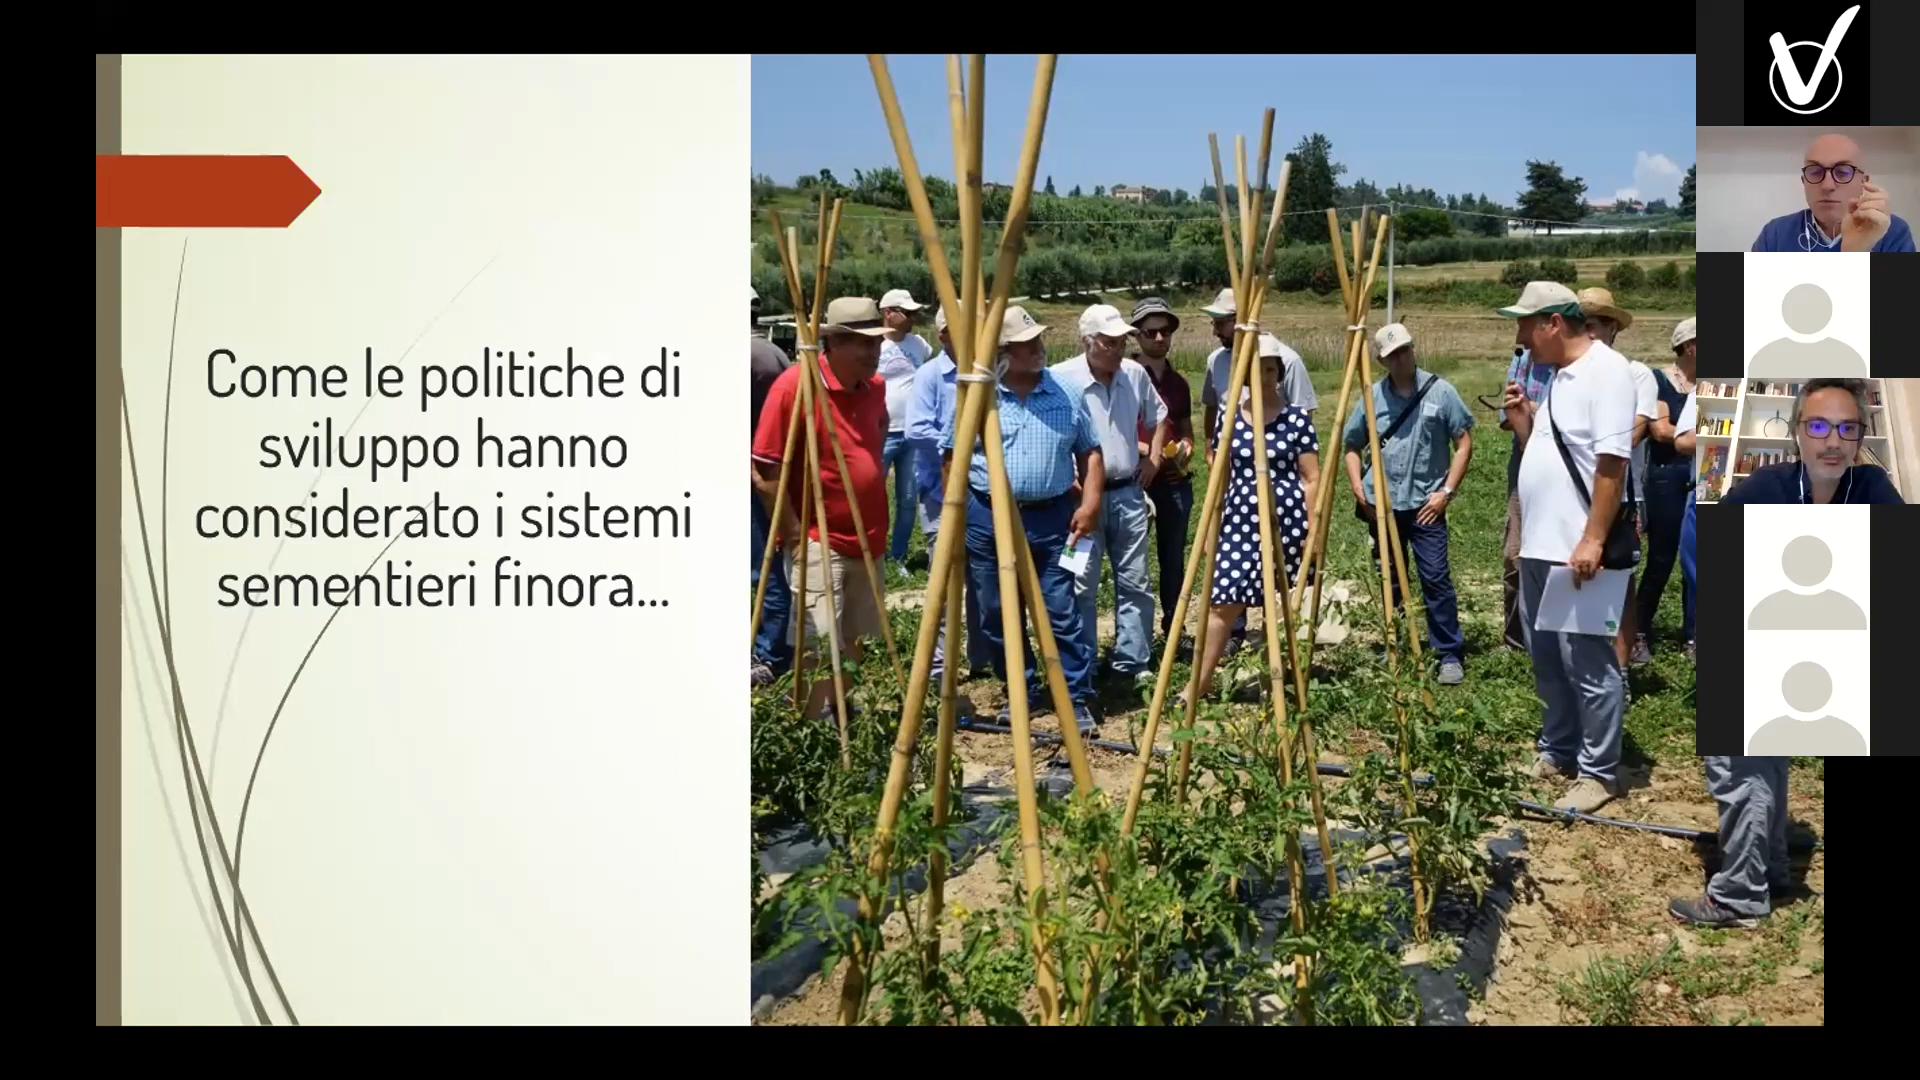 Come le politiche di
sviluppo hanno
considerato i sistemi
sementieri finora...